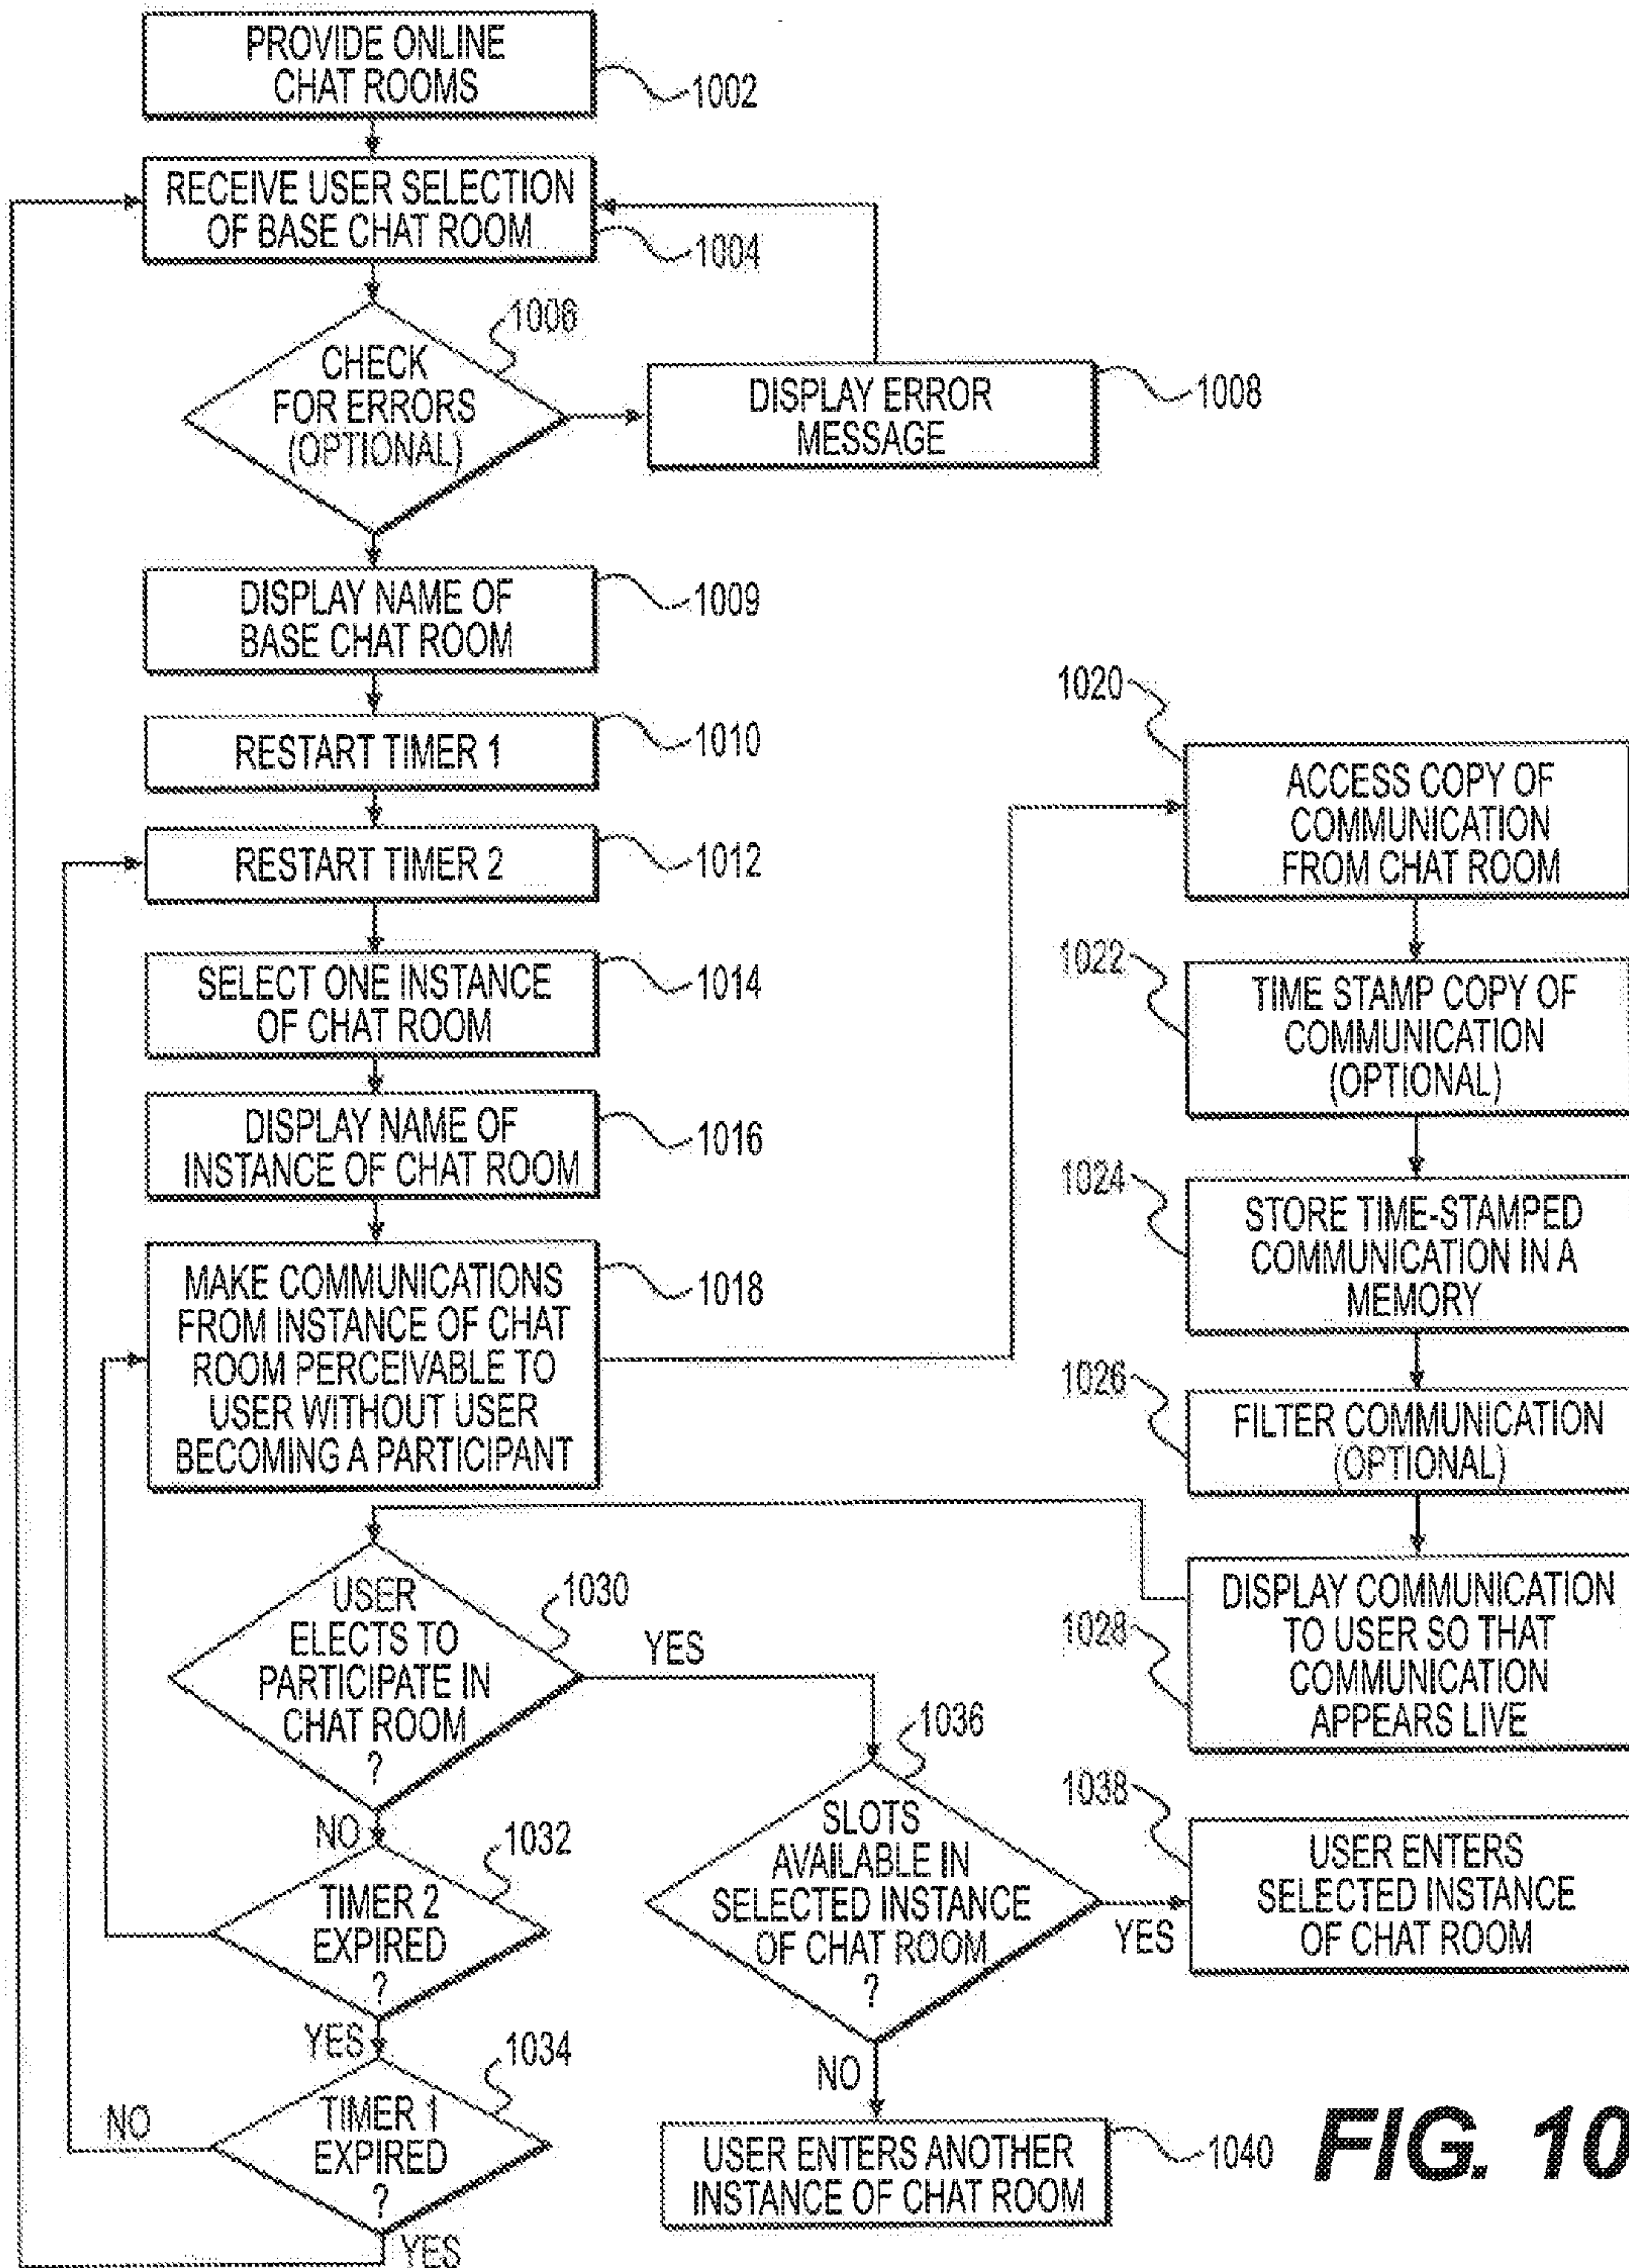 PROVIDE ONLINE
CHAT ROOMS
1002
RECEIVE USER SELECTION
OF BASE CHAT ROOM
1004
1006
CHECK
FOR ERRORS
(OPTIONAL)
DISPLAY ERROR
MESSAGE
1008
DISPLAY NAME OF
BASE CHAT ROOM
1009
RESTART TIMER 1
1010
RESTART TIMER 2
1012
SELECT ONE INSTANCE
OF CHAT ROOM
1014
DISPLAY NAME OF
INSTANCE OF CHAT ROOM
1016
MAKE COMMUNICATIONS
FROM INSTANCE OF CHAT
ROOM PERCEIVABLE TO
USER WITHOUT USER
BECOMING A PARTICIPANT
1018
1020
ACCESS COPY OF
COMMUNICATION
FROM CHAT ROOM
1022
TIME STAMP COPY OF
COMMUNICATION
(OPTIONAL)
1024
STORE TIME-STAMPED
COMMUNICATION IN A
MEMORY
1026
FILTER COMMUNICATION
(OPTIONAL)
1028
DISPLAY COMMUNICATION
TO USER SO THAT
COMMUNICATION
APPEARS LIVE
USER
ELECTS TO
PARTICIPATE IN
CHAT ROOM
?
1030
YES
NO
1032
TIMER 2
EXPIRED
?
YES
1034
TIMER 1
EXPIRED
?
NO
YES
1036
SLOTS
AVAILABLE IN
SELECTED INSTANCE
OF CHAT ROOM
?
YES
1038
USER ENTERS
SELECTED INSTANCE
OF CHAT ROOM
NO
USER ENTERS ANOTHER
INSTANCE OF CHAT ROOM
1040
FIG. 10